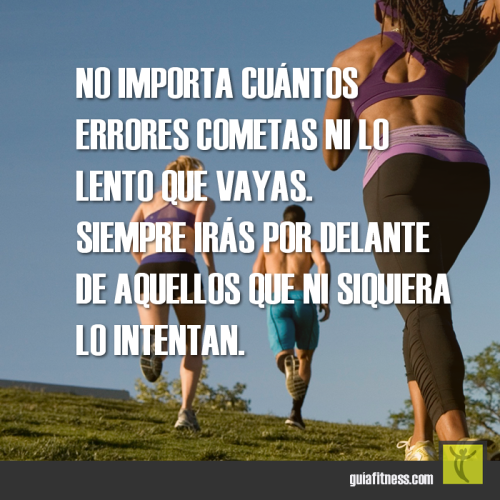 NO IMPORTA CUÁNTOS
ERRORES COMETAS NI LO
LENTO QUE VAYAS.
SIEMPRE IRÁS POR DELANTE
DE AQUELLOS QUE NI SIQUIERA
LO INTENTAN.
guiafitness.com